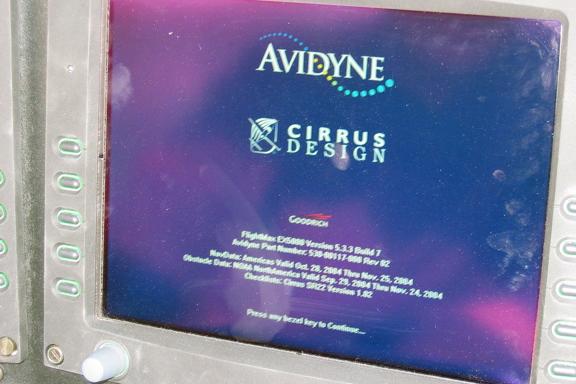 AVIDYNE
CIRRUS
DESIGN
GOODRICH
FlightMax EX5000 Version 5.3.3 Build 7
Avidyne Part Number: 530-00117-000 Rev 02
NavData: Americas Valid Oct. 28, 2004 Thru Nov. 25, 2004
Obstacle Data: NOAA NorthAmerica Valid Sep. 29, 2004 Thru Nov. 24, 2004
Checklists: Cirrus SR22 Version 1.02
Press any bezel key to Continue...